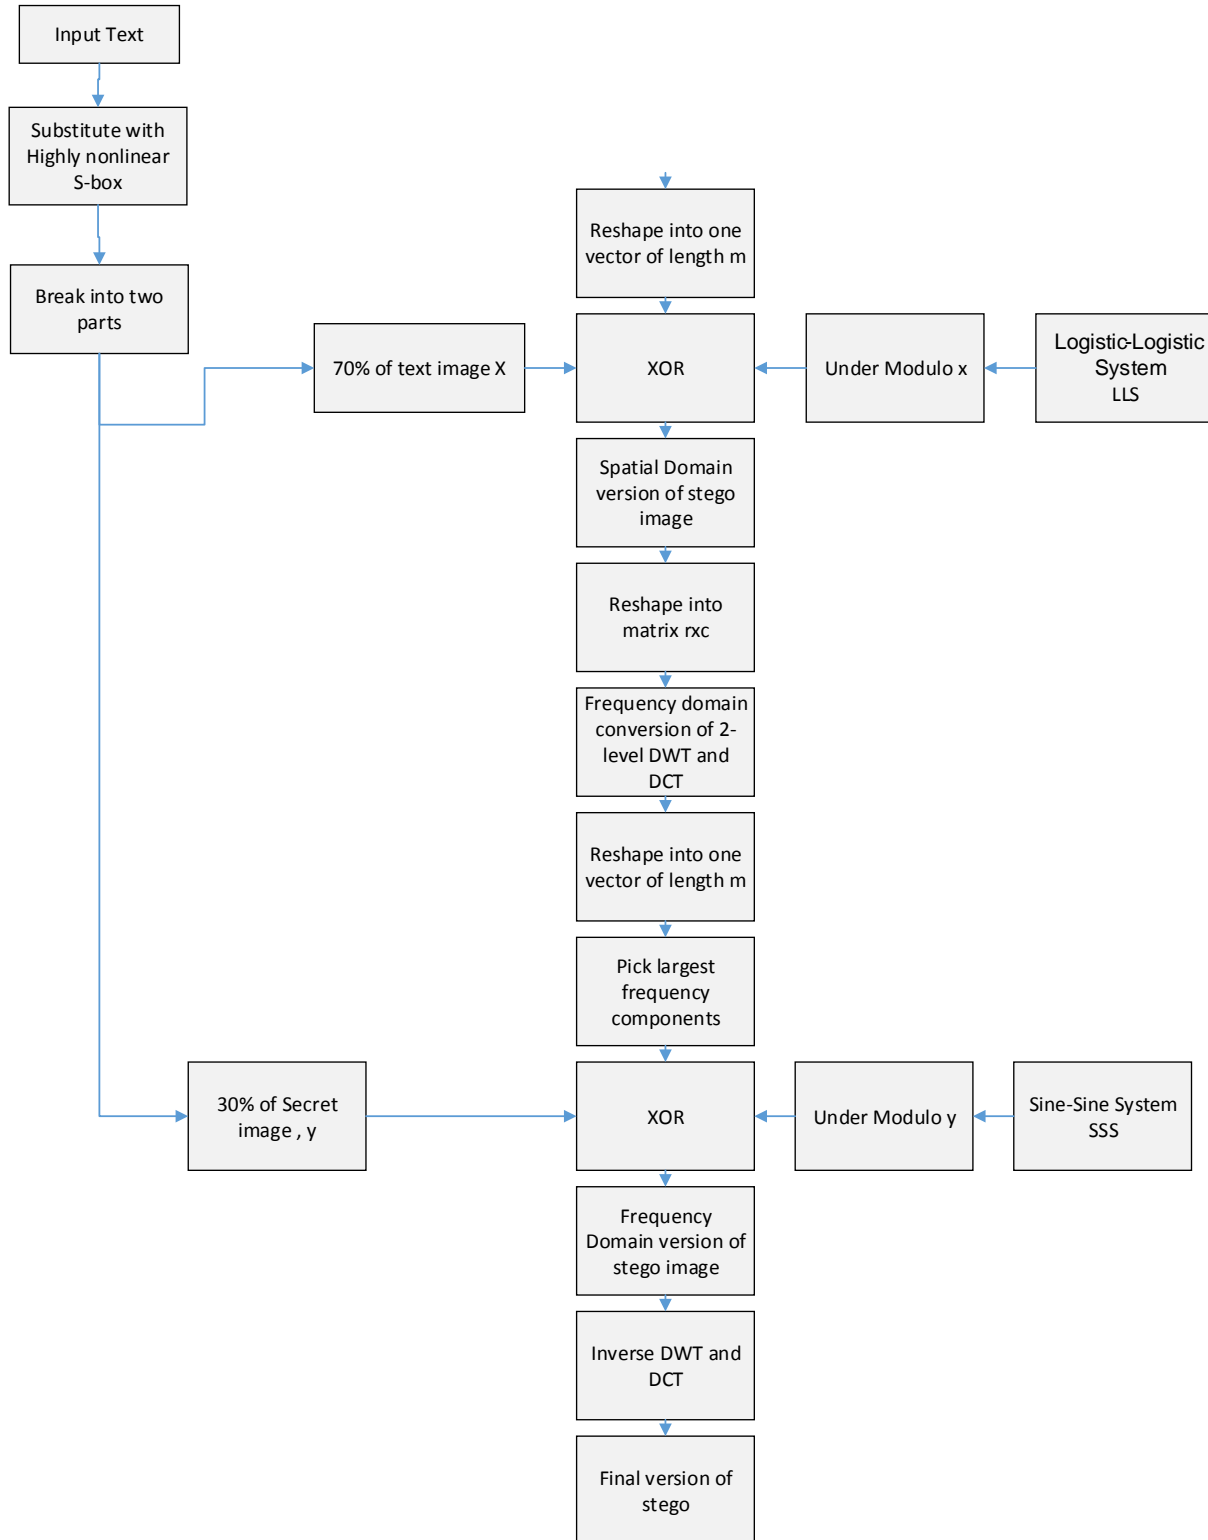 Input Text
Substitute with
Highly nonlinear
S-box
Break into two
parts
Reshape into one
vector of length m
70% of text image X
XOR
Under Modulo x
Logistic-Logistic
System
LLS
Spatial Domain
version of stego
image
Reshape into
matrix rxc
Frequency domain
conversion of 2-
level DWT and
DCT
Reshape into one
vector of length m
Pick largest
frequency
components
30% of Secret
image , y
XOR
Under Modulo y
Sine-Sine System
SSS
Frequency
Domain version of
stego image
Inverse DWT and
DCT
Final version of
stego